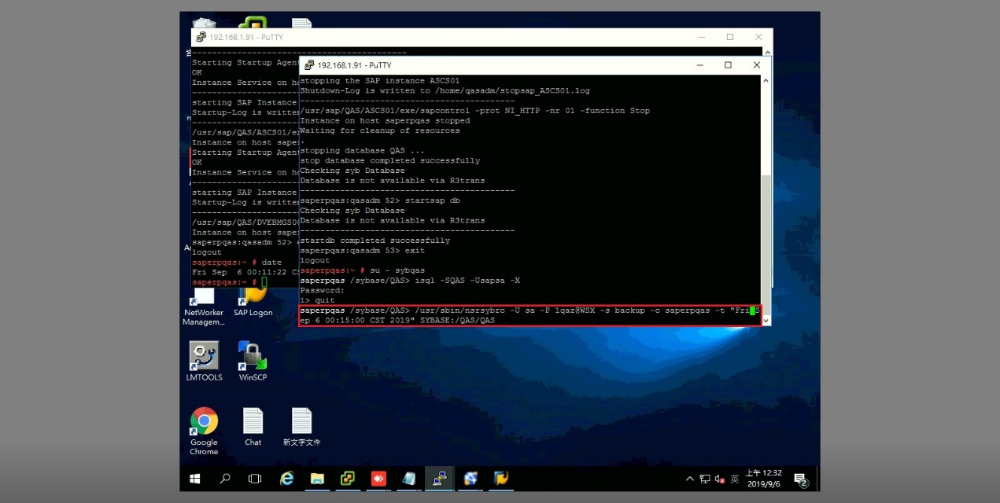 192.168.1.91 - PuTTY
-----------------------------------------
Starting Startup Agen
OK
Instance Service on ho
starting SAP Instance
Startup-Log is written
/usr/sap/QAS/ASCS01/ex
Instance on host saper
Starting Startup Agent
OK
Instance Service on ho
starting SAP Instance
Startup-Log is written
/usr/sap/QAS/DVEBMGS00
Instance on host saper
saperpqas:qasadm 52> e
logout
saperpqas:~ # date
Fri Sep  6 00:11:22 CS
saperpqas:~ #
192.168.1.91 - PuTTY
stopping the SAP instance ASCS01
Shutdown-Log is written to /home/qasadm/stopsap_ASCS01.log
-----------------------------------------
/usr/sap/QAS/ASCS01/exe/sapcontrol -prot NI_HTTP -nr 01 -function Stop
Instance on host saperpqas stopped
Waiting for cleanup of resources
.
stopping database QAS ...
stop database completed successfully
Checking syb Database
Database is not available via R3trans
-----------------------------------------
saperpqas:qasadm 52> startsap db
Checking syb Database
Database is not available via R3trans
-----------------------------------------
startdb completed successfully
saperpqas:qasadm 53> exit
logout
saperpqas:~ # su - sybqas
saperpqas /sybase/QAS> isql -SQAS -Usapsa -X
Password:
1> quit
saperpqas /sybase/QAS> /usr/sbin/nsrsybrc -U sa -P 1qaz@WSX -s backup -c saperpqas -t "Fri S
ep 6 00:15:00 CST 2019" SYBASE:/QAS/QAS
NetWorker
Managem...
SAP Logon
LMTOOLS
WinSCP
Google
Chrome
Chat
新文字文件
英
上午 12:32
2019/9/6
2